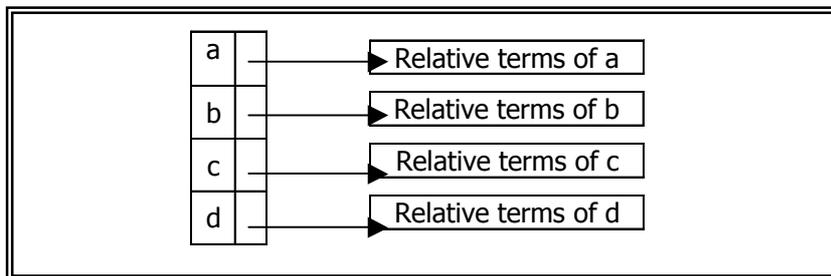 a Relative terms of a
b Relative terms of b
c Relative terms of c
d Relative terms of d